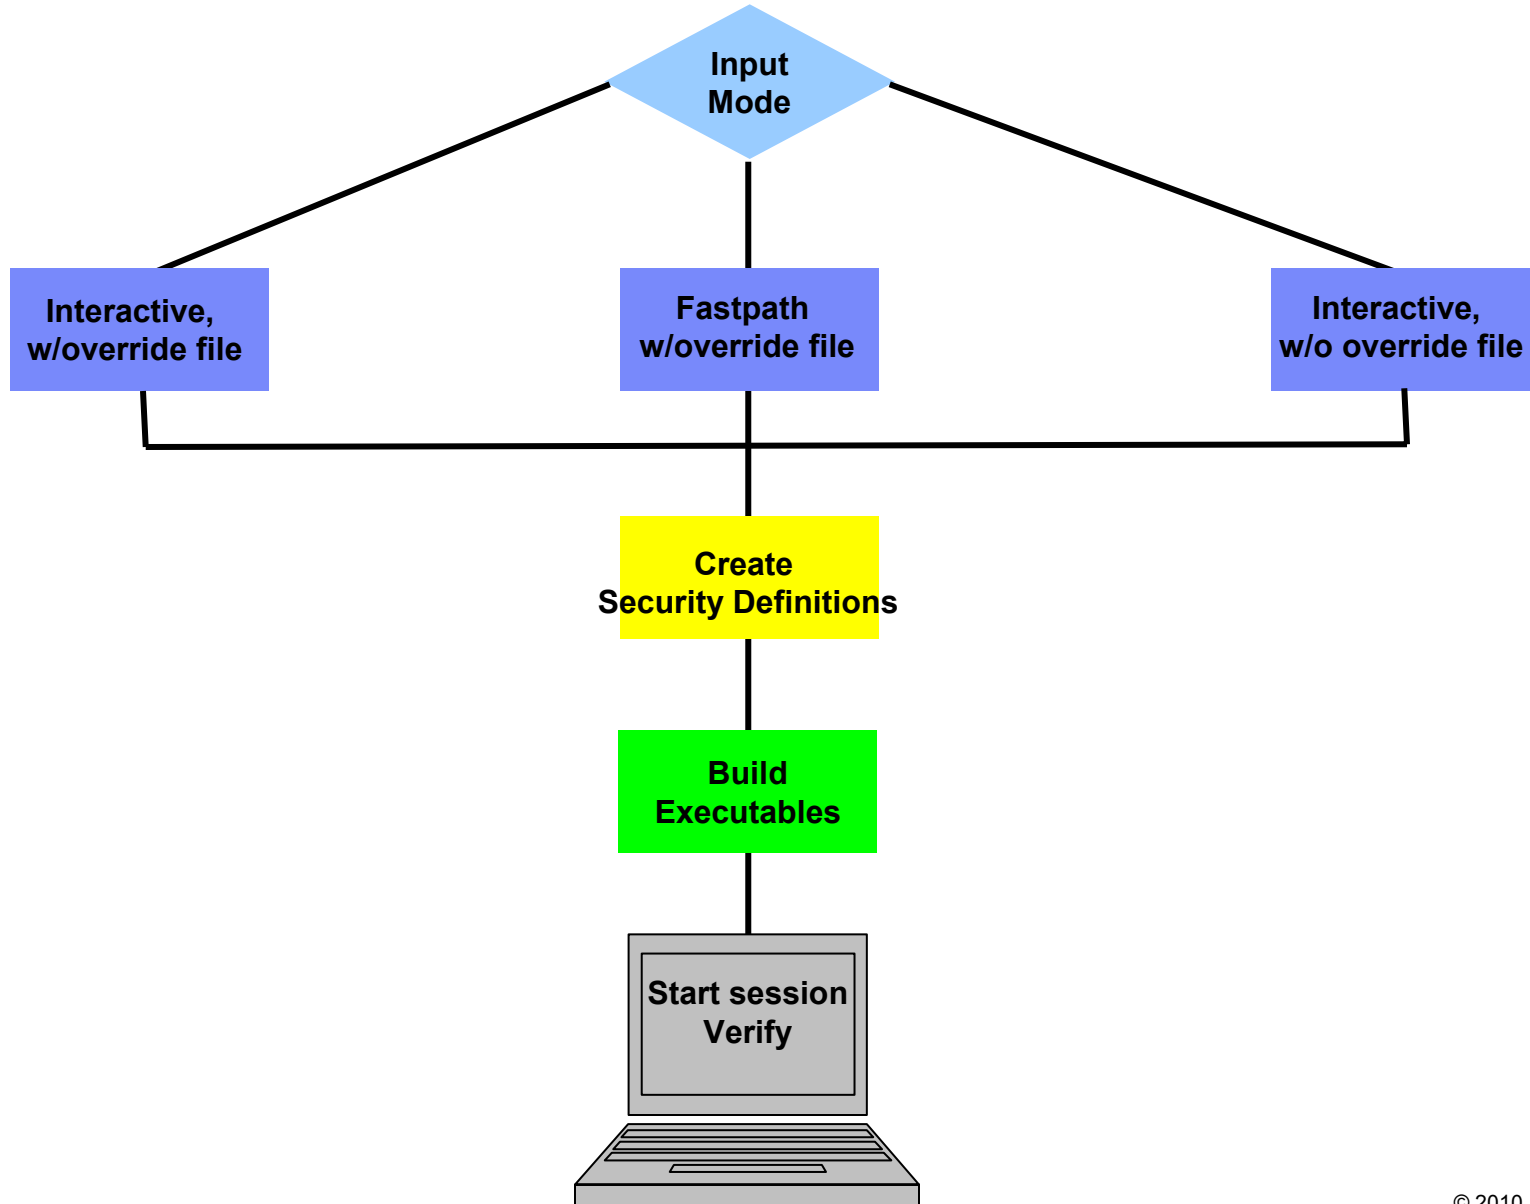 Input
Mode
Interactive,
w/override file
Fastpath
w/override file
Interactive,
w/o override file
Create
Security Definitions
Build
Executables
Start session
Verify
© 2010